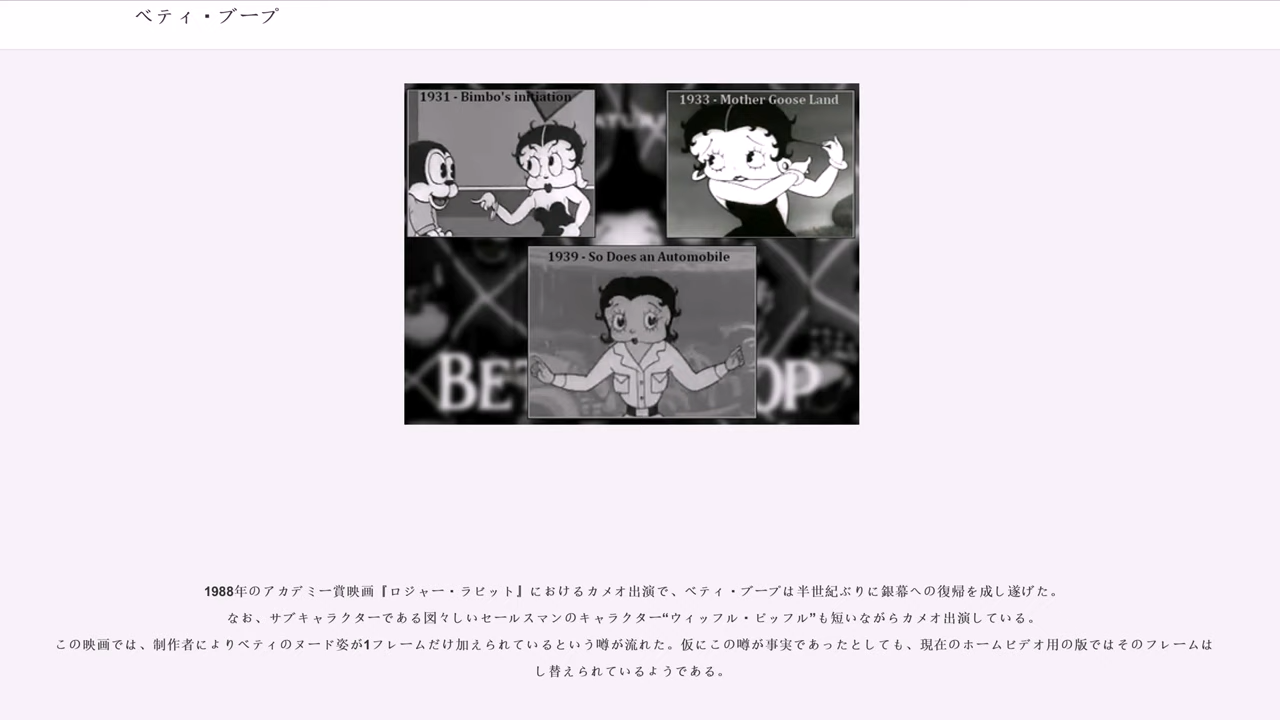 ベティ・ブープ
1931 - Bimbo's initiation
1933 - Mother Goose Land
1939 - So Does an Automobile
1988年のアカデミー賞映画『ロジャー・ラビット』におけるカメオ出演で、ベティ・ブープは半世紀ぶりに銀幕への復帰を成し遂げた。
なお、サブキャラクターである図々しいセールスマンのキャラクター“ウィッフル・ピッフル”も短いながらカメオ出演している。
この映画では、制作者によりベティのヌード姿が1フレームだけ加えられているという噂が流れた。仮にこの噂が事実であったとしても、現在のホームビデオ用の版ではそのフレームは
し替えられているようである。